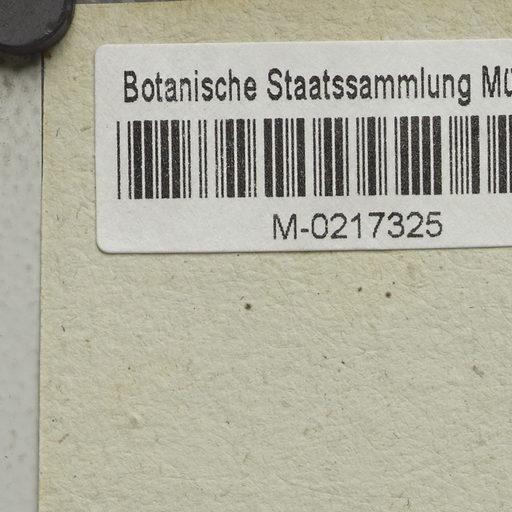 Botanische Staatssammlung Mü
M-0217325